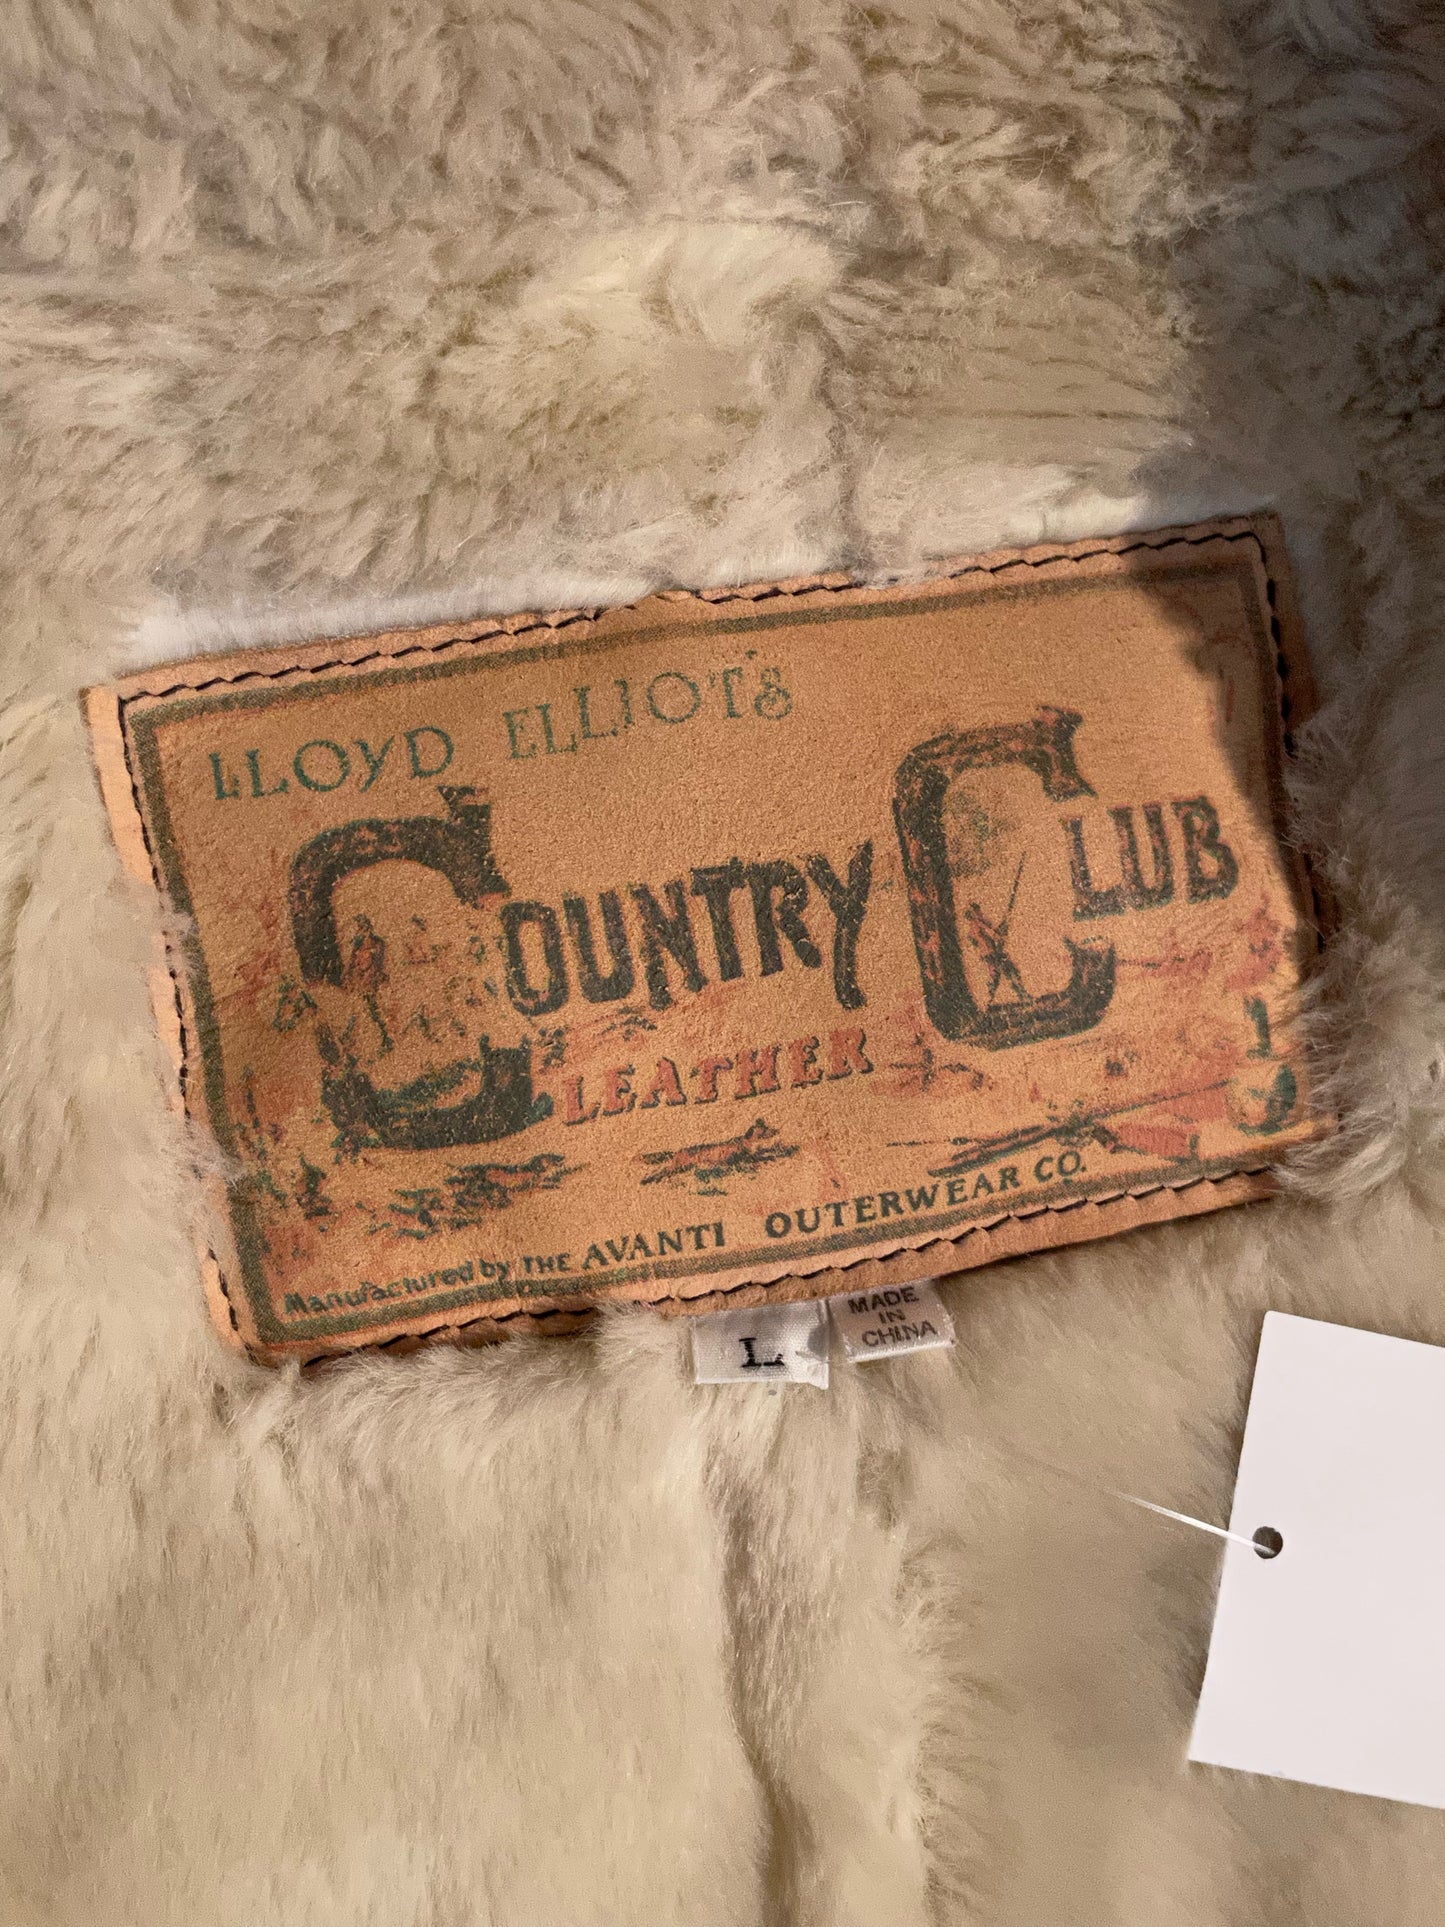 LLOYD ELLIOT'S
COUNTRY CLUB
LEATHER
Manufactured by THE AVANTI OUTERWEAR CO.
L
MADE
IN
CHINA